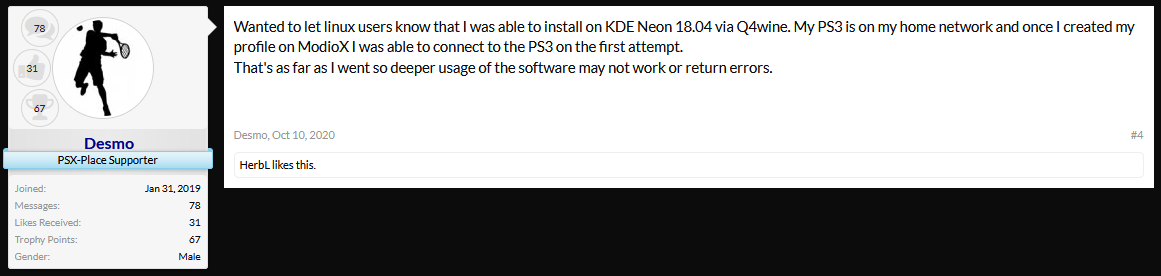 78
31
67
Desmo
PSX-Place Supporter
Joined: Jan 31, 2019
Messages: 78
Likes Received: 31
Trophy Points: 67
Gender: Male
Wanted to let linux users know that I was able to install on KDE Neon 18.04 via Q4wine. My PS3 is on my home network and once I created my
profile on ModioX I was able to connect to the PS3 on the first attempt.
That's as far as I went so deeper usage of the software may not work or return errors.
Desmo, Oct 10, 2020 #4
HerbL likes this.